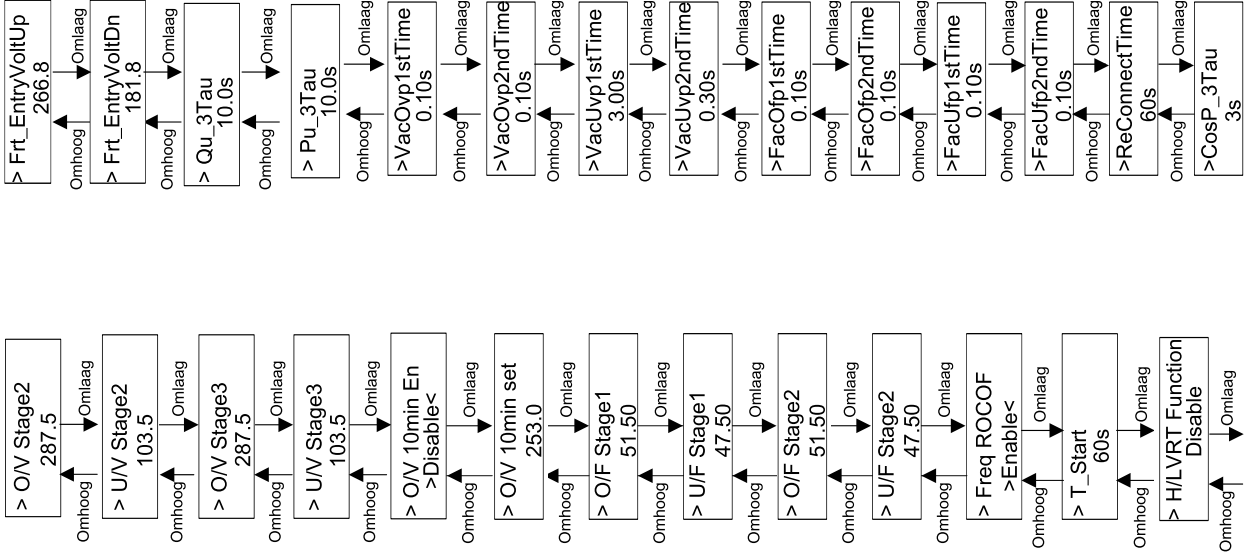 > O/V Stage2
287.5
Omhoog Omlaag
> U/V Stage2
103.5
Omhoog Omlaag
> O/V Stage3
287.5
Omhoog Omlaag
> U/V Stage3
103.5
Omhoog Omlaag
> O/V 10min En
>Disable<
Omhoog Omlaag
> O/V 10min set
253.0
Omhoog Omlaag
> O/F Stage1
51.50
Omhoog Omlaag
> U/F Stage1
47.50
Omhoog Omlaag
> O/F Stage2
51.50
Omhoog Omlaag
> U/F Stage2
47.50
Omhoog Omlaag
> Freq ROCOF
>Enable<
Omhoog Omlaag
> T_Start
60s
Omhoog Omlaag
> H/LVRT Function
Disable
Omhoog Omlaag
> Frt_EntryVoltUp
266.8
Omhoog Omlaag
> Frt_EntryVoltDn
181.8
Omhoog Omlaag
> Qu_3Tau
10.0s
Omhoog Omlaag
> Pu_3Tau
10.0s
Omhoog Omlaag
>VacOvp1stTime
0.10s
Omhoog Omlaag
>VacOvp2ndTime
0.10s
Omhoog Omlaag
>VacUvp1stTime
3.00s
Omhoog Omlaag
>VacUvp2ndTime
0.30s
Omhoog Omlaag
>FacOfp1stTime
0.10s
Omhoog Omlaag
>FacOfp2ndTime
0.10s
Omhoog Omlaag
>FacUfp1stTime
0.10s
Omhoog Omlaag
>FacUfp2ndTime
0.10s
Omhoog Omlaag
>ReConnectTime
60s
Omhoog Omlaag
>CosP_3Tau
3s